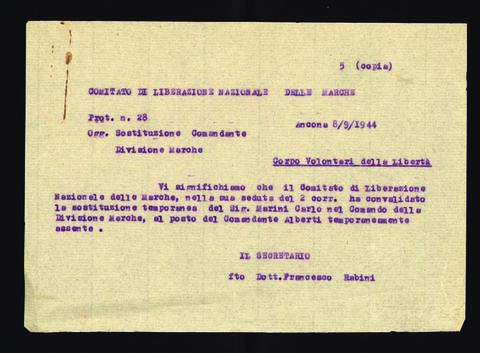 5 (copia)
COMITATO DI LIBERAZIONE NAZIONALE DELLE MARCHE
Prot. n. 28
Ancona 8/9/1944
Ogg. Sostituzione Comandante
Divisione Marche
Corpo Volontari della Libertà
Vi significhiamo che il Comitato di Liberazione
Nazionale delle Marche, nella sua seduta del 2 corr. ha convalidato
la sostituzione temporanea del Sig. Marini Carlo nel Comando della
Divisione Marche, al posto del Comandante Alberti temporaneamente
assente .
IL SECRETARIO
fto Dott.Francesco Rabini